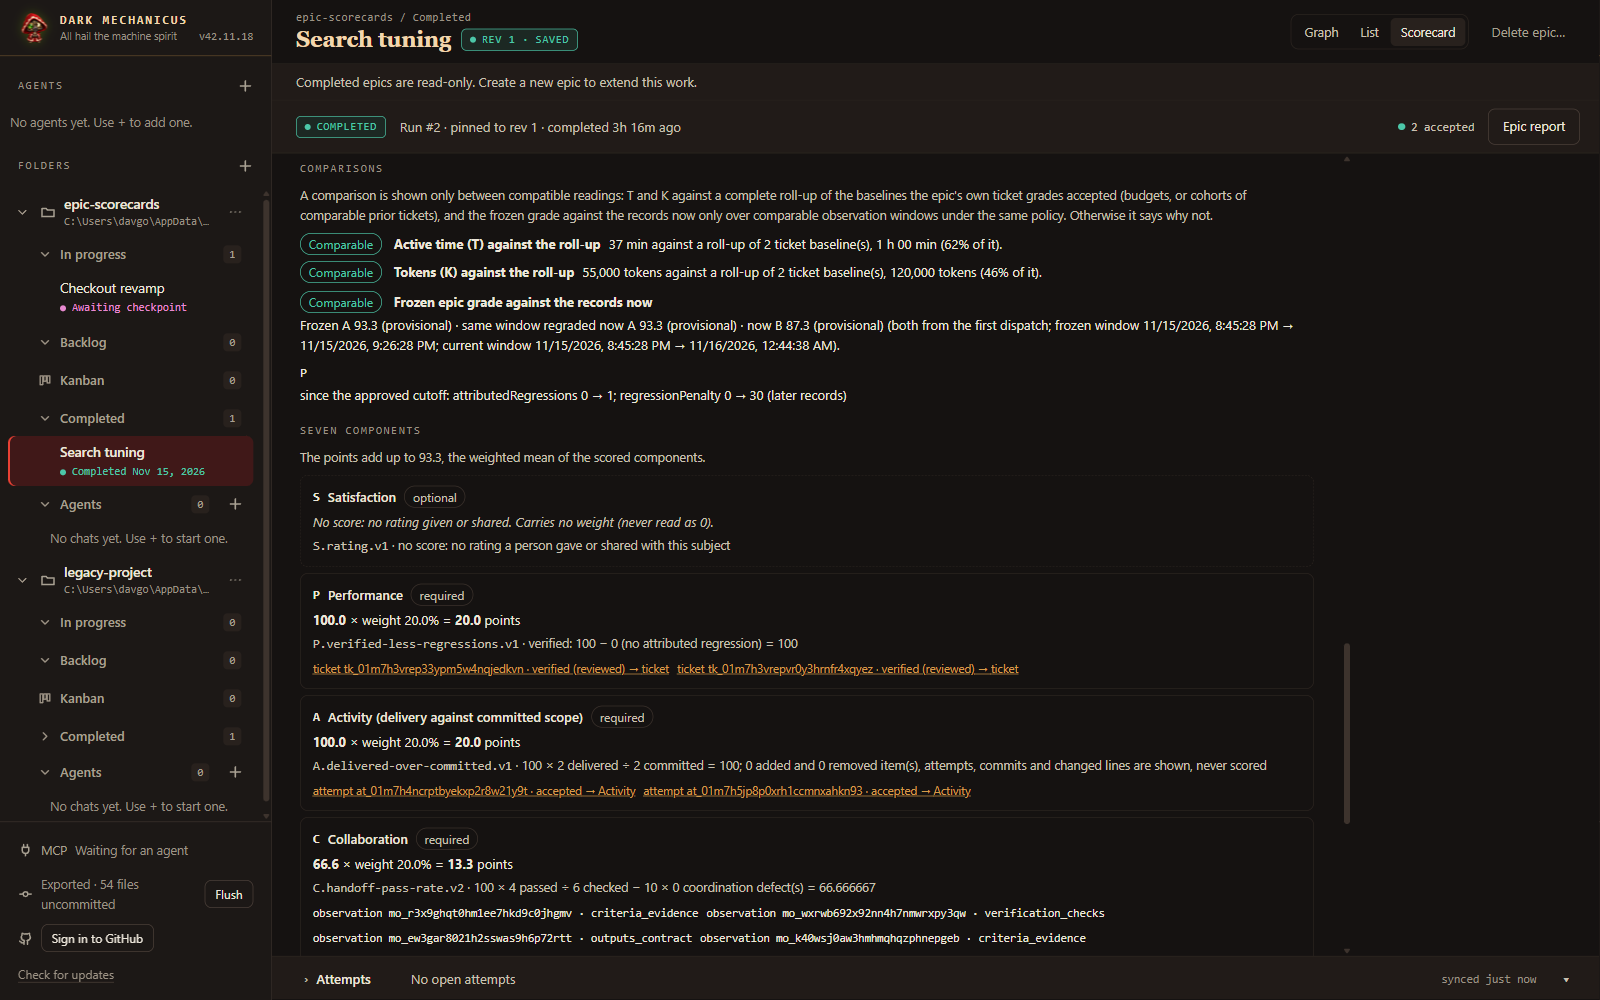 DARK MECHANICUS
All hail the machine spirit v42.11.18
AGENTS
No agents yet. Use + to add one.
FOLDERS
epic-scorecards
C:\Users\davgo\AppData\…
In progress 1
Checkout revamp
Awaiting checkpoint
Backlog 0
Kanban 0
Completed 1
Search tuning
Completed Nov 15, 2026
Agents 0
No chats yet. Use + to start one.
legacy-project
C:\Users\davgo\AppData\…
In progress 0
Backlog 0
Kanban 0
Completed 1
Agents 0
No chats yet. Use + to start one.
MCP Waiting for an agent
Exported · 54 files
uncommitted
Flush
Sign in to GitHub
Check for updates
epic-scorecards / Completed
Search tuning REV 1 · SAVED
Graph List Scorecard Delete epic…
Completed epics are read-only. Create a new epic to extend this work.
COMPLETED Run #2 · pinned to rev 1 · completed 3h 16m ago
2 accepted Epic report
COMPARISONS
A comparison is shown only between compatible readings: T and K against a complete roll-up of the baselines the epic's own ticket grades accepted (budgets, or cohorts of
comparable prior tickets), and the frozen grade against the records now only over comparable observation windows under the same policy. Otherwise it says why not.
Comparable Active time (T) against the roll-up 37 min against a roll-up of 2 ticket baseline(s), 1 h 00 min (62% of it).
Comparable Tokens (K) against the roll-up 55,000 tokens against a roll-up of 2 ticket baseline(s), 120,000 tokens (46% of it).
Comparable Frozen epic grade against the records now
Frozen A 93.3 (provisional) · same window regraded now A 93.3 (provisional) · now B 87.3 (provisional) (both from the first dispatch; frozen window 11/15/2026, 8:45:28 PM →
11/15/2026, 9:26:28 PM; current window 11/15/2026, 8:45:28 PM → 11/16/2026, 12:44:38 AM).
P
since the approved cutoff: attributedRegressions 0 → 1; regressionPenalty 0 → 30 (later records)
SEVEN COMPONENTS
The points add up to 93.3, the weighted mean of the scored components.
S Satisfaction optional
No score: no rating given or shared. Carries no weight (never read as 0).
S.rating.v1 · no score: no rating a person gave or shared with this subject
P Performance required
100.0 × weight 20.0% = 20.0 points
P.verified-less-regressions.v1 · verified: 100 − 0 (no attributed regression) = 100
ticket tk_01m7h3vrep33ypm5w4nqjedkvn · verified (reviewed) → ticket ticket tk_01m7h3vrepvr0y3hrnfr4xqyez · verified (reviewed) → ticket
A Activity (delivery against committed scope) required
100.0 × weight 20.0% = 20.0 points
A.delivered-over-committed.v1 · 100 × 2 delivered ÷ 2 committed = 100; 0 added and 0 removed item(s), attempts, commits and changed lines are shown, never scored
attempt at_01m7h4ncrptbyekxp2r8w21y9t · accepted → Activity attempt at_01m7h5jp8p0xrh1ccmnxahkn93 · accepted → Activity
C Collaboration required
66.6 × weight 20.0% = 13.3 points
C.handoff-pass-rate.v2 · 100 × 4 passed ÷ 6 checked − 10 × 0 coordination defect(s) = 66.666667
observation mo_r3x9ghqt0hm1ee7hkd9c0jhgmv · criteria_evidence observation mo_wxrwb692x92nn4h7nmwrxpy3qw · verification_checks
observation mo_ew3gar8021h2sswas9h6p72rtt · outputs_contract observation mo_k40wsj0aw3hmhmqhqzphnepgeb · criteria_evidence
Attempts No open attempts
synced just now